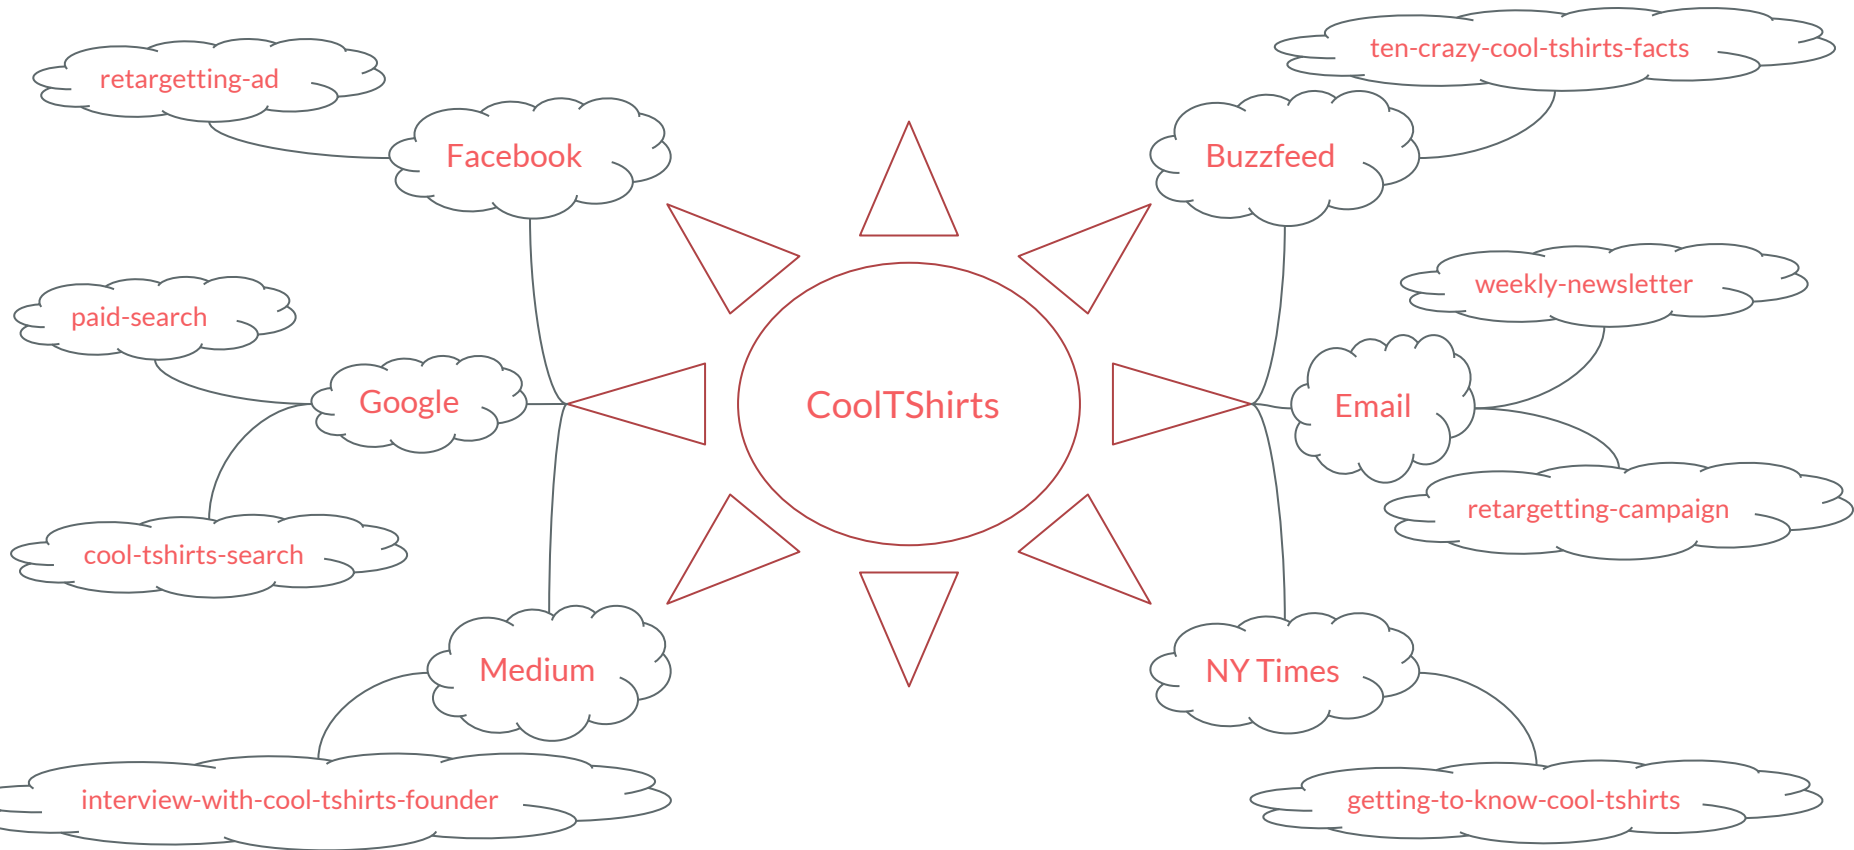 ten-crazy-cool-tshirts-facts
retargetting-ad
Facebook
Buzzfeed
weekly-newsletter
paid-search
Google
CoolTShirts
Email
retargetting-campaign
cool-tshirts-search
Medium
NY Times
interview-with-cool-tshirts-founder
getting-to-know-cool-tshirts